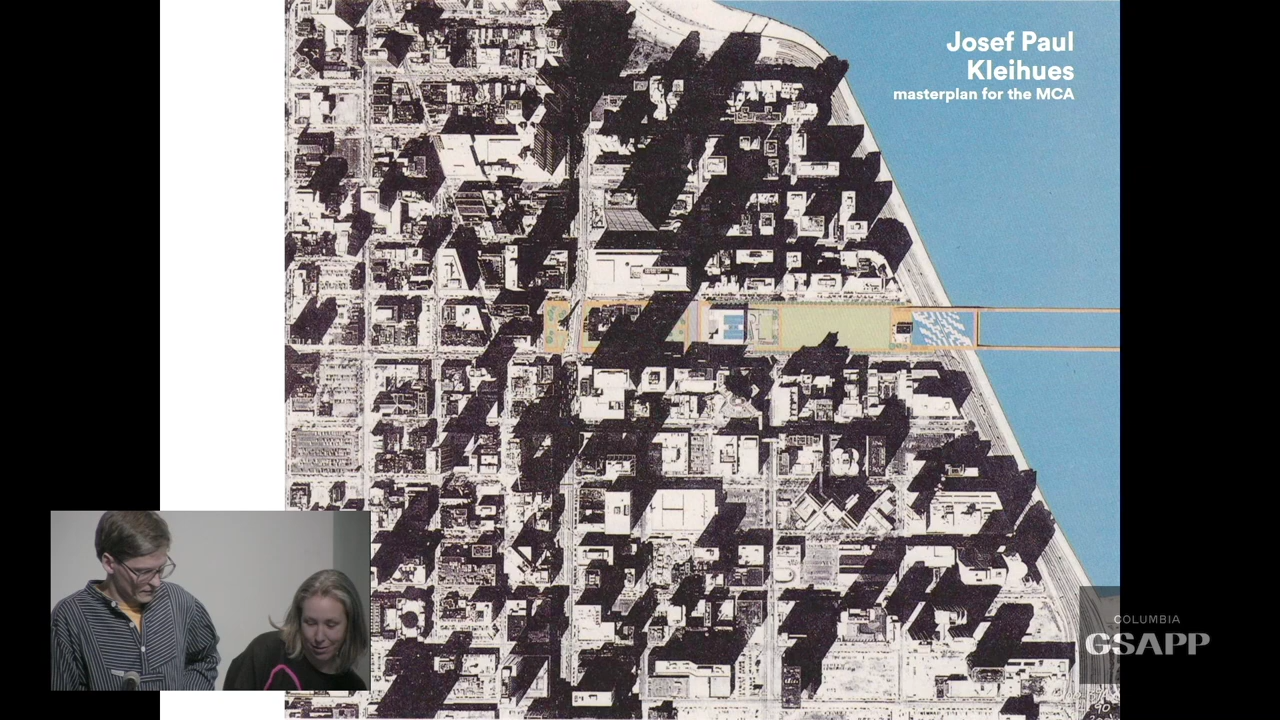 Josef Paul
Kleihues
masterplan for the MCA
COLUMBIA
GSAPP